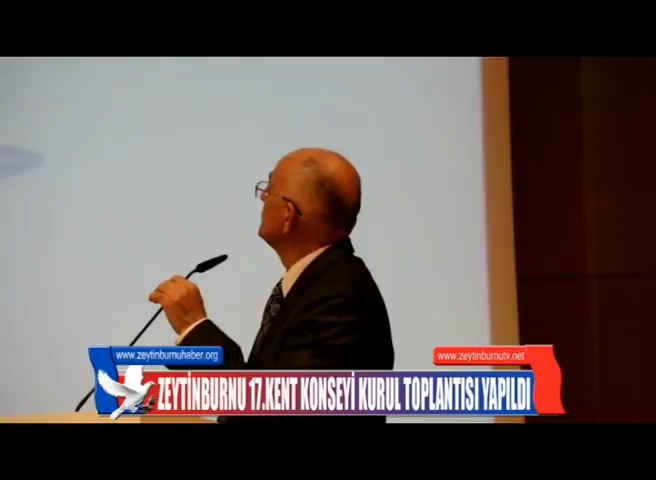 www.zeytinburnuhaber.org
www.zeytinburnutv.net
ZEYTİNBURNU 17.KENT KONSEYİ KURUL TOPLANTISI YAPILDI